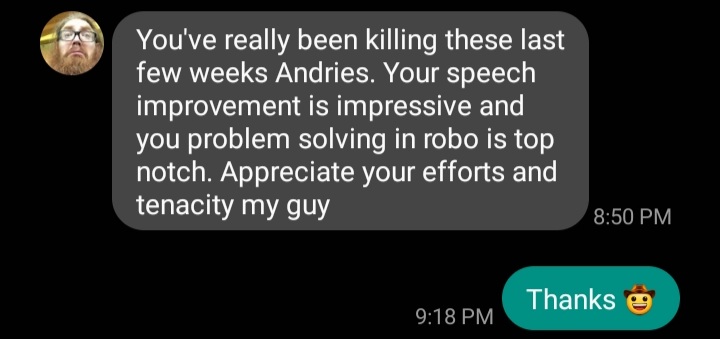 You've really been killing these last
few weeks Andries. Your speech
improvement is impressive and
you problem solving in robo is top
notch. Appreciate your efforts and
tenacity my guy
8:50 PM
Thanks 🤠
9:18 PM